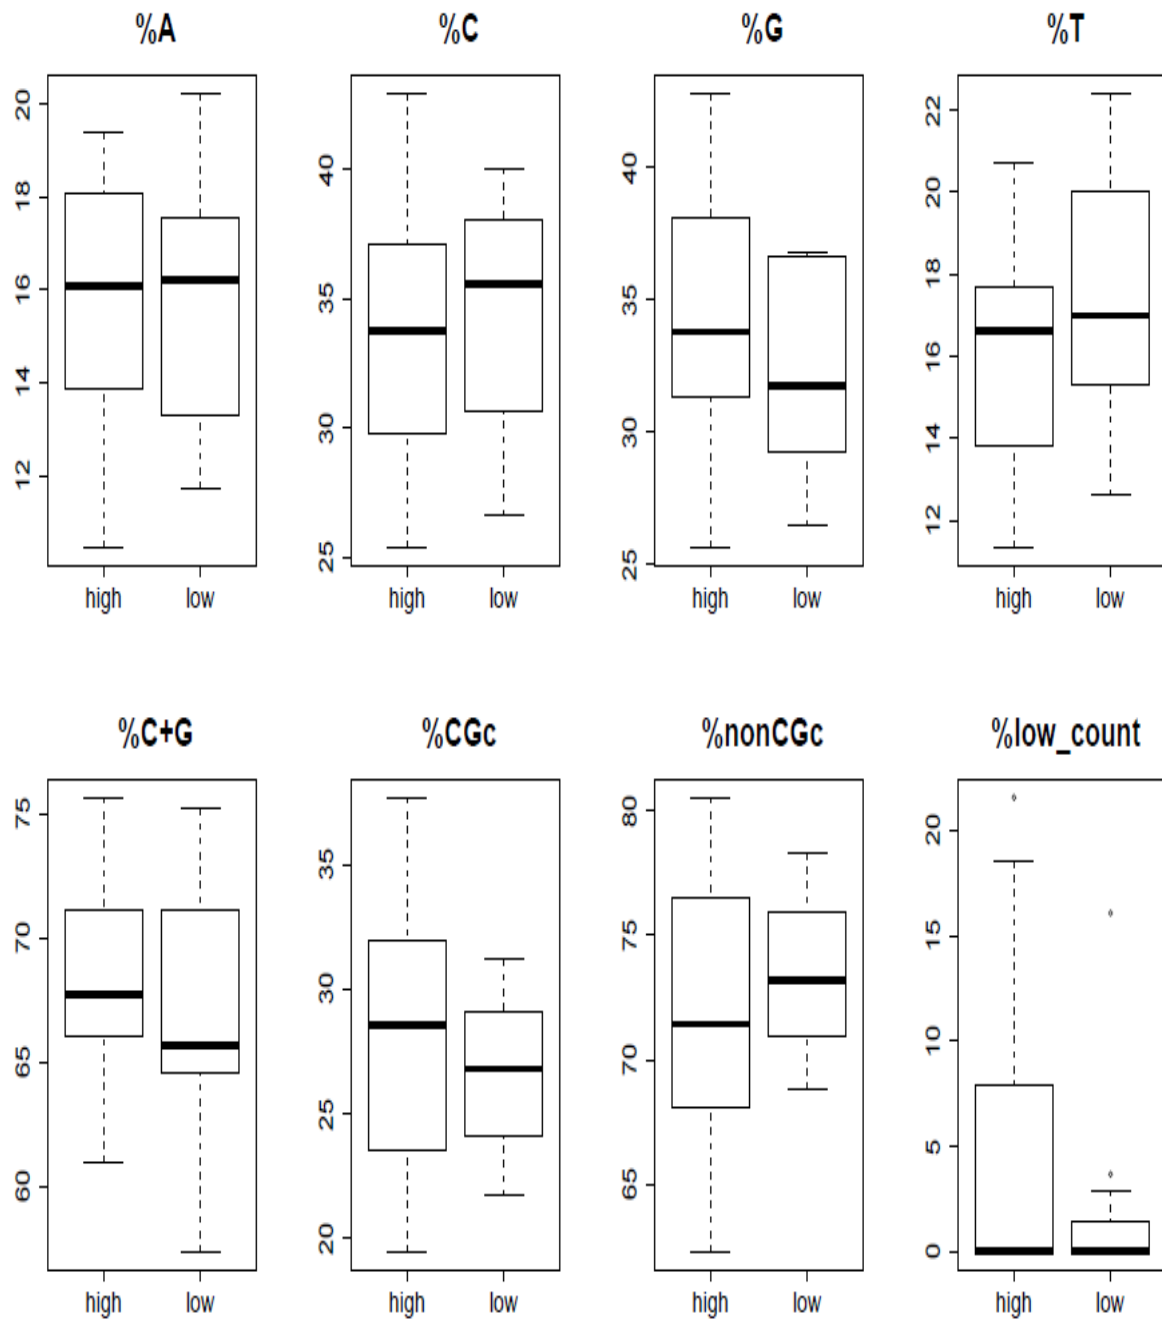 %A %C %G %T
20 18 16 14 12
40 35 30 25
40 35 30 25
22 20 18 16 14 12
high low high low high low high low
%C+G %CGc %nonCGc %low_count
75 70 65 60
35 30 25 20
80 75 70 65
20 15 10 5 0
high low high low high low high low